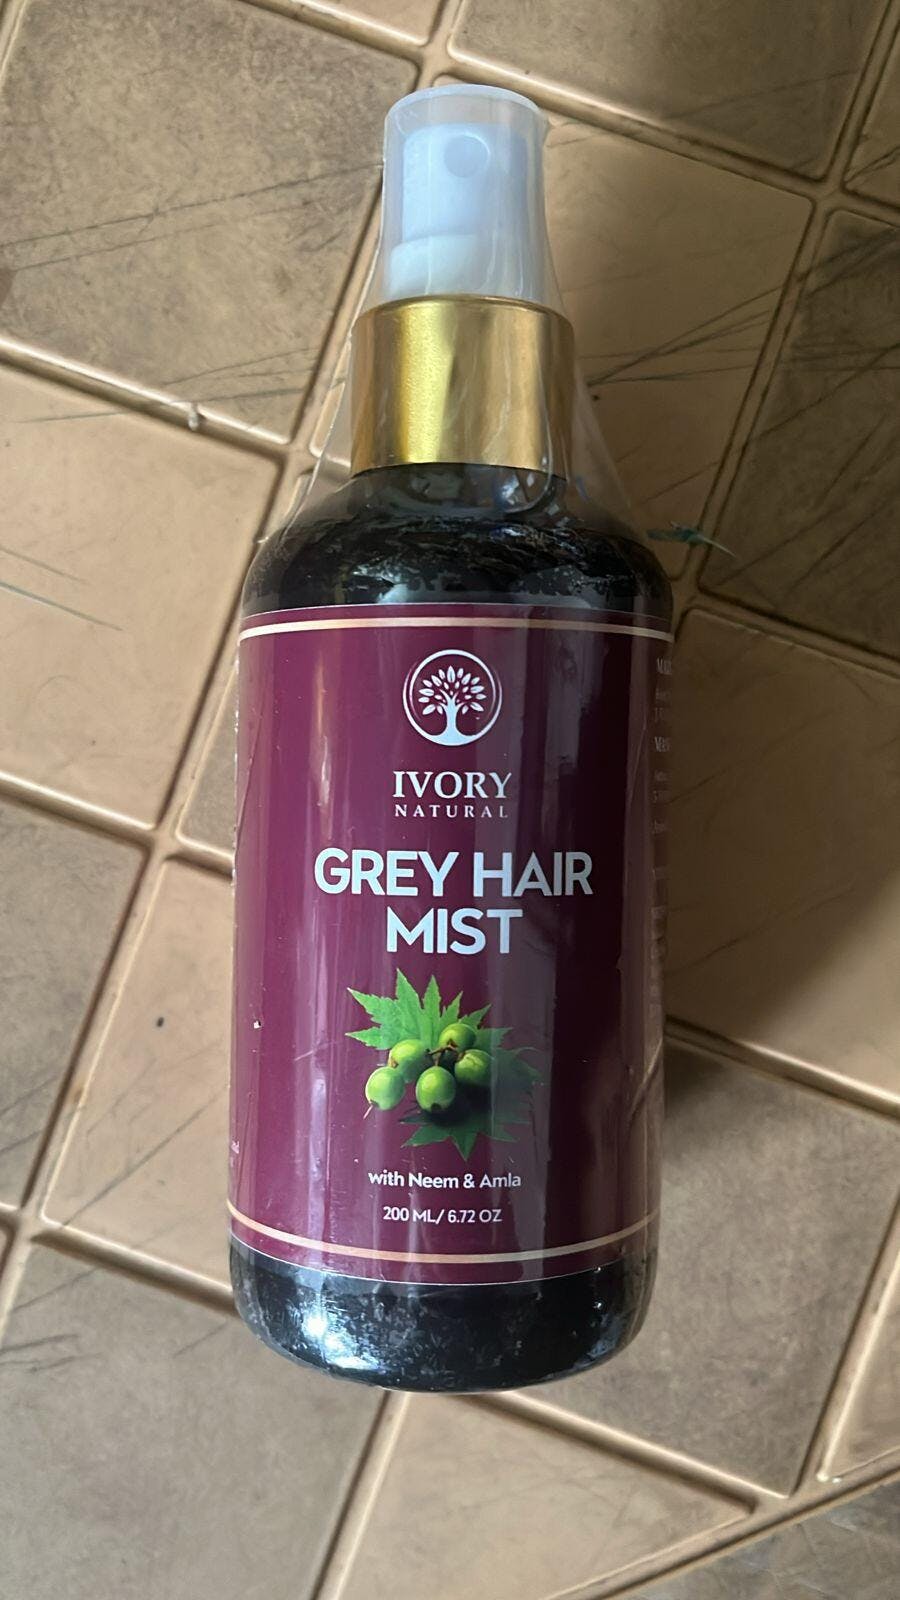 IVORY
NATURAL
GREY HAIR
MIST
with Neem & Amla
200 ML/ 6.72 OZ